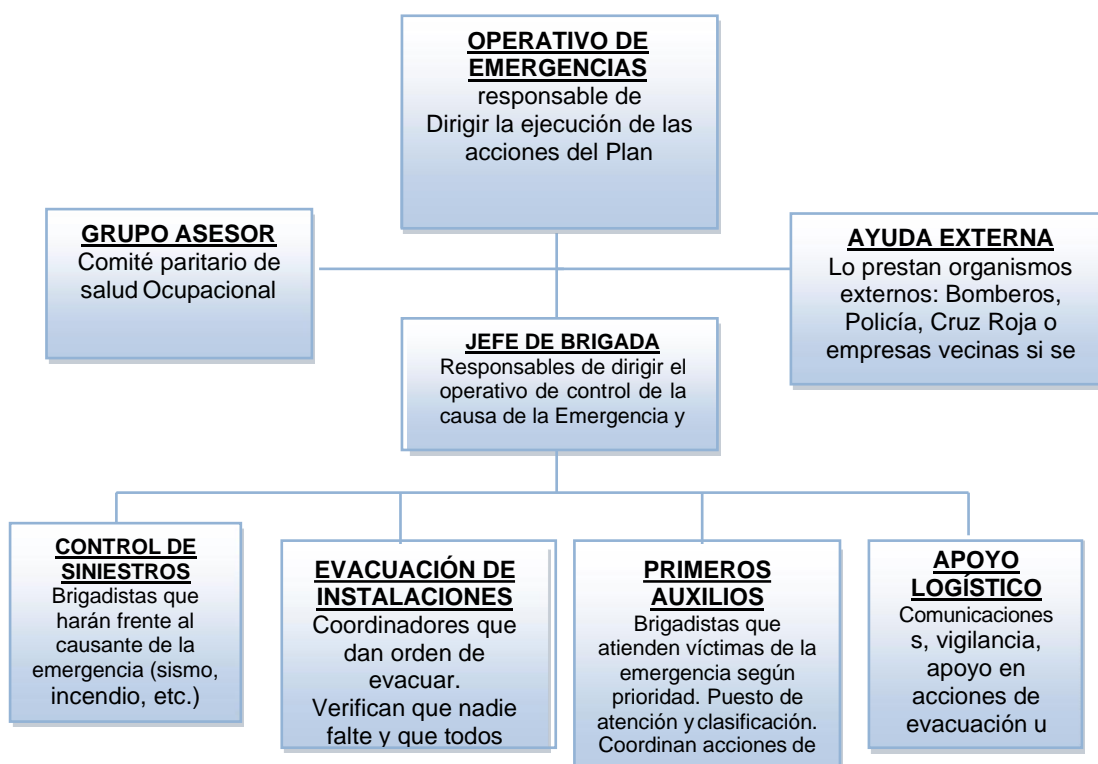 OPERATIVO DE
EMERGENCIAS
responsable de
Dirigir la ejecución de las
acciones del Plan
GRUPO ASESOR
Comité paritario de
salud Ocupacional
AYUDA EXTERNA
Lo prestan organismos
externos: Bomberos,
Policía, Cruz Roja o
empresas vecinas si se
JEFE DE BRIGADA
Responsables de dirigir el
operativo de control de la
causa de la Emergencia y
CONTROL DE
SINIESTROS
Brigadistas que
harán frente al
causante de la
emergencia (sismo,
incendio, etc.)
EVACUACIÓN DE
INSTALACIONES
Coordinadores que
dan orden de
evacuar.
Verifican que nadie
falte y que todos
PRIMEROS
AUXILIOS
Brigadistas que
atienden víctimas de la
emergencia según
prioridad. Puesto de
atención y clasificación.
Coordinan acciones de
APOYO
LOGÍSTICO
Comunicaciones
s, vigilancia,
apoyo en
acciones de
evacuación u